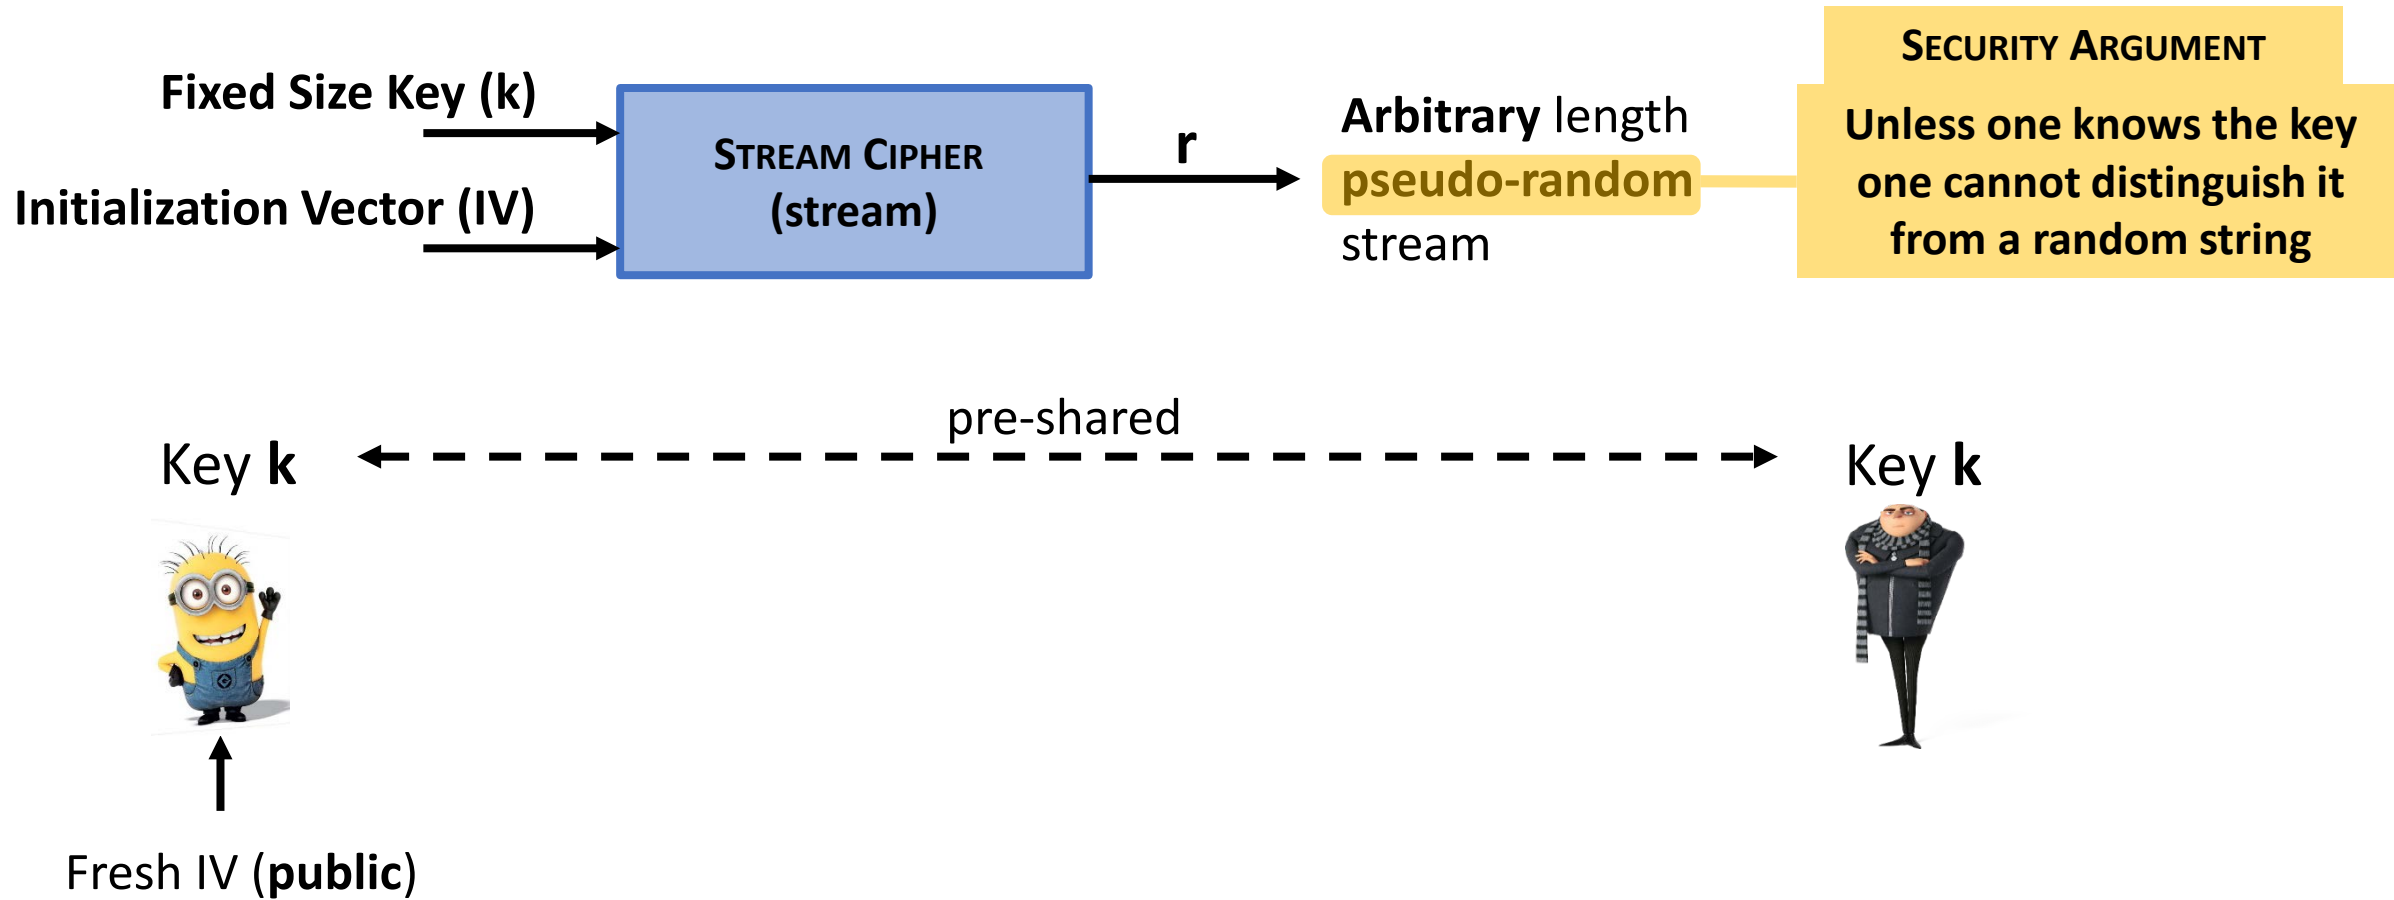 Fixed Size Key (k)
Initialization Vector (IV)
STREAM CIPHER
(stream)
r
Arbitrary length
pseudo-random
stream
SECURITY ARGUMENT
Unless one knows the key
one cannot distinguish it
from a random string
pre-shared
Key k
Key k
Fresh IV (public)